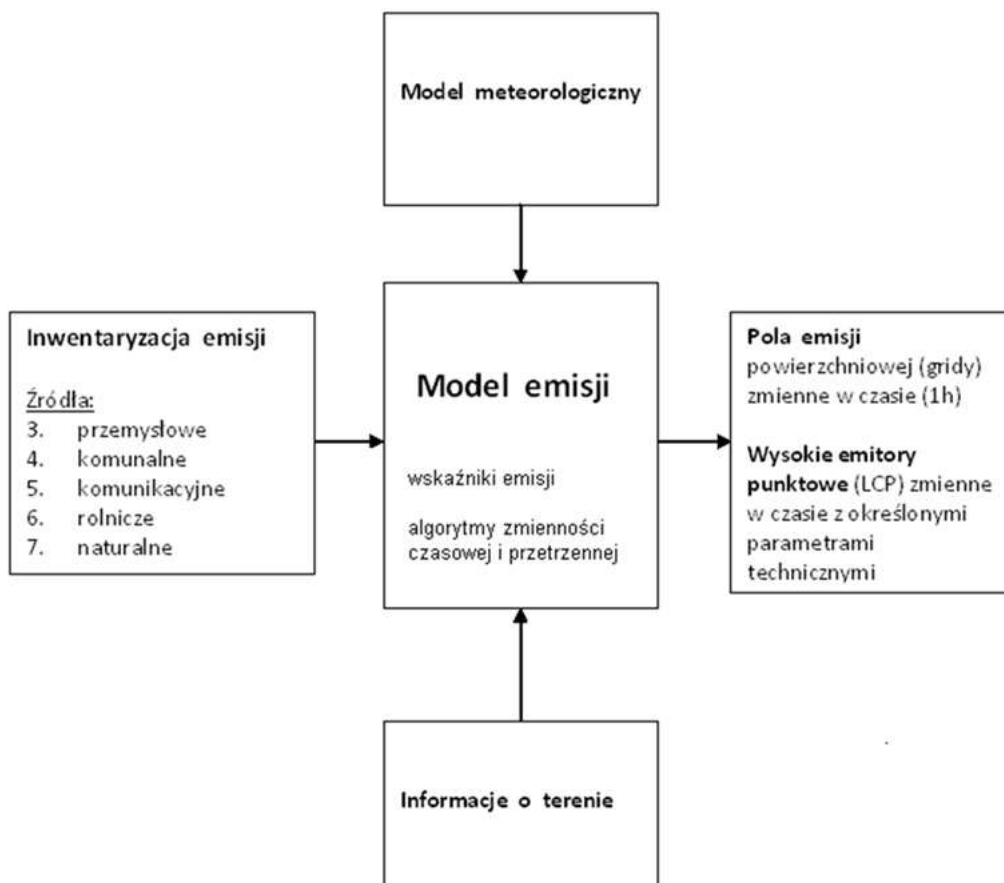 Model meteorologiczny
Inwentaryzacja emisji
Źródła:
3. przemysłowe
4. komunalne
5. komunikacyjne
6. rolnicze
7. naturalne
Model emisji
wskaźniki emisji
algorytmy zmienności
czasowej i przetrzennej
Pola emisji
powierzchniowej (gridy)
zmienne w czasie (1h)
Wysokie emitory
punktowe (LCP) zmienne
w czasie z określonymi
parametrami
technicznymi
Informacje o terenie